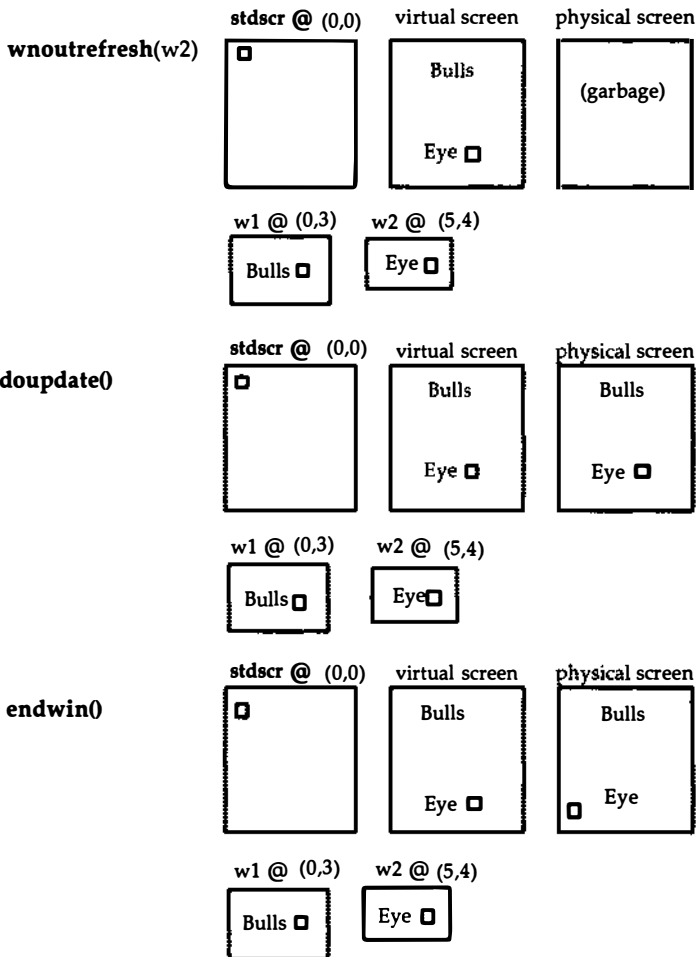 stdscr @ (0,0) virtual screen physical screen
wnoutrefresh(w2)
Bulls
(garbage)
Eye
w1 @ (0,3) w2 @ (5,4)
Bulls Eye
stdscr @ (0,0) virtual screen physical screen
doupdate()
Bulls Bulls
Eye Eye
w1 @ (0,3) w2 @ (5,4)
Bulls Eye
stdscr @ (0,0) virtual screen physical screen
endwin()
Bulls Bulls
Eye Eye
w1 @ (0,3) w2 @ (5,4)
Bulls Eye